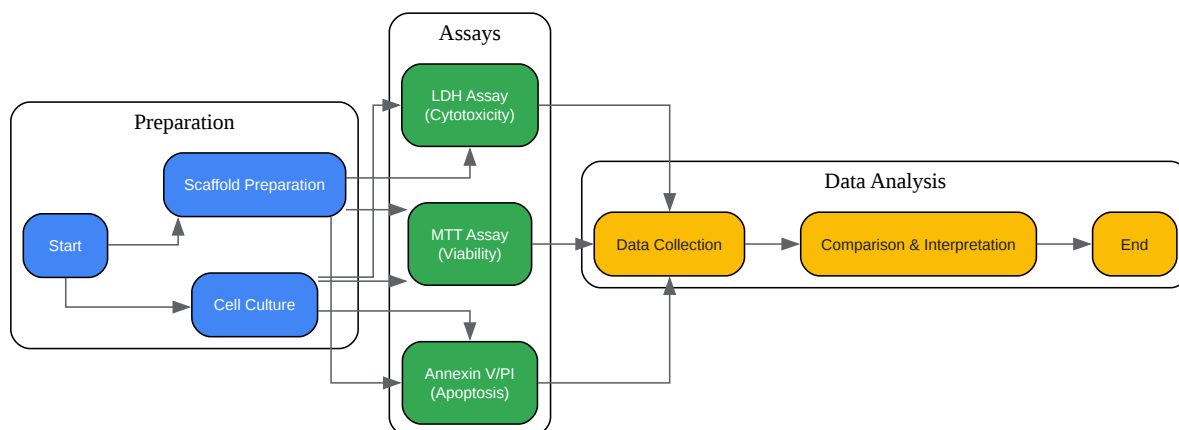 Preparation
Start
Scaffold Preparation
Cell Culture
Assays
LDH Assay
(Cytotoxicity)
MTT Assay
(Viability)
Annexin V/PI
(Apoptosis)
Data Analysis
Data Collection
Comparison & Interpretation
End